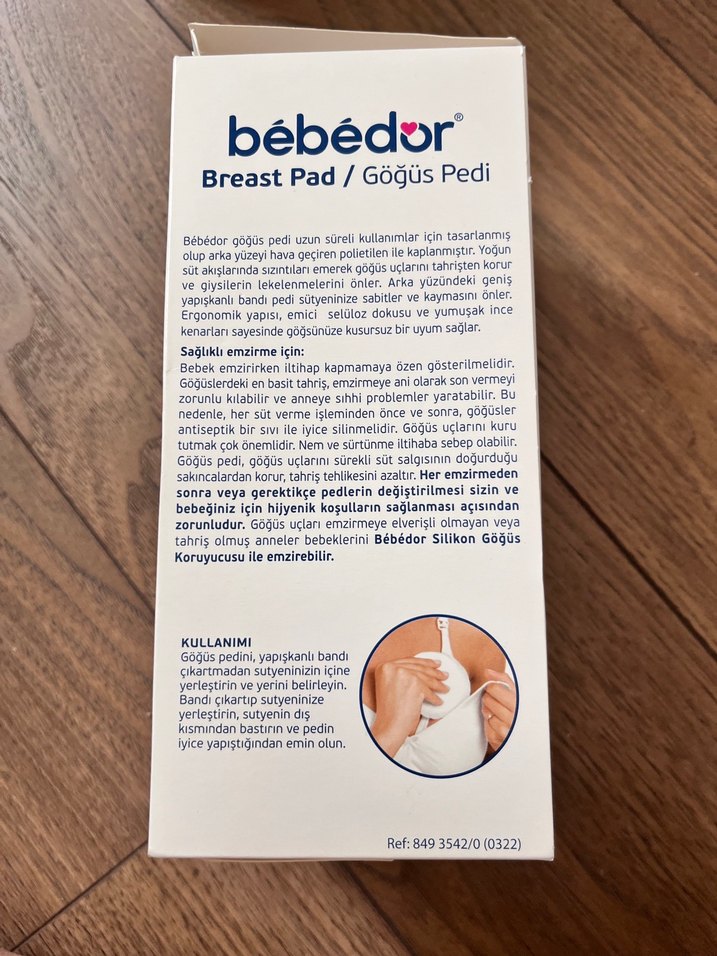 bébédor®
Breast Pad / Göğüs Pedi
Bébédor göğüs pedi uzun süreli kullanımlar için tasarlanmış
olup arka yüzeyi hava geçiren polietilen ile kaplanmıştır. Yoğun
süt akışlarında sızıntıları emerek göğüs uçlarını tahrişten korur
ve giysilerin lekelenmelerini önler. Arka yüzündeki geniş
yapışkanlı bandı pedi sütyeninize sabitler ve kaymasını önler.
Ergonomik yapısı, emici selüloz dokusu ve yumuşak ince
kenarları sayesinde göğsünüze kusursuz bir uyum sağlar.
Sağlıklı emzirme için:
Bebek emzirirken iltihap kapmamaya özen gösterilmelidir.
Göğüslerdeki en basit tahriş, emzirmeye ani olarak son vermeyi
zorunlu kılabilir ve anneye sıhhi problemler yaratabilir. Bu
nedenle, her süt verme işleminden önce ve sonra, göğüsler
antiseptik bir sıvı ile iyice silinmelidir. Göğüs uçlarını kuru
tutmak çok önemlidir. Nem ve sürtünme iltihaba sebep olabilir.
Göğüs pedi, göğüs uçlarını sürekli süt salgısının doğurduğu
sakıncalardan korur, tahriş tehlikesini azaltır. Her emzirmeden
sonra veya gerektikçe pedlerin değiştirilmesi sizin ve
bebeğiniz için hijyenik koşulların sağlanması açısından
zorunludur. Göğüs uçları emzirmeye elverişli olmayan veya
tahriş olmuş anneler bebeklerini Bébédor Silikon Göğüs
Koruyucusu ile emzirebilir.
KULLANIMI
Göğüs pedini, yapışkanlı bandı
çıkartmadan sutyeninizin içine
yerleştirin ve yerini belirleyin.
Bandı çıkartıp sutyeninize
yerleştirin, sutyenin dış
kısmından bastırın ve pedin
iyice yapıştığından emin olun.
Ref: 849 3542/0 (0322)